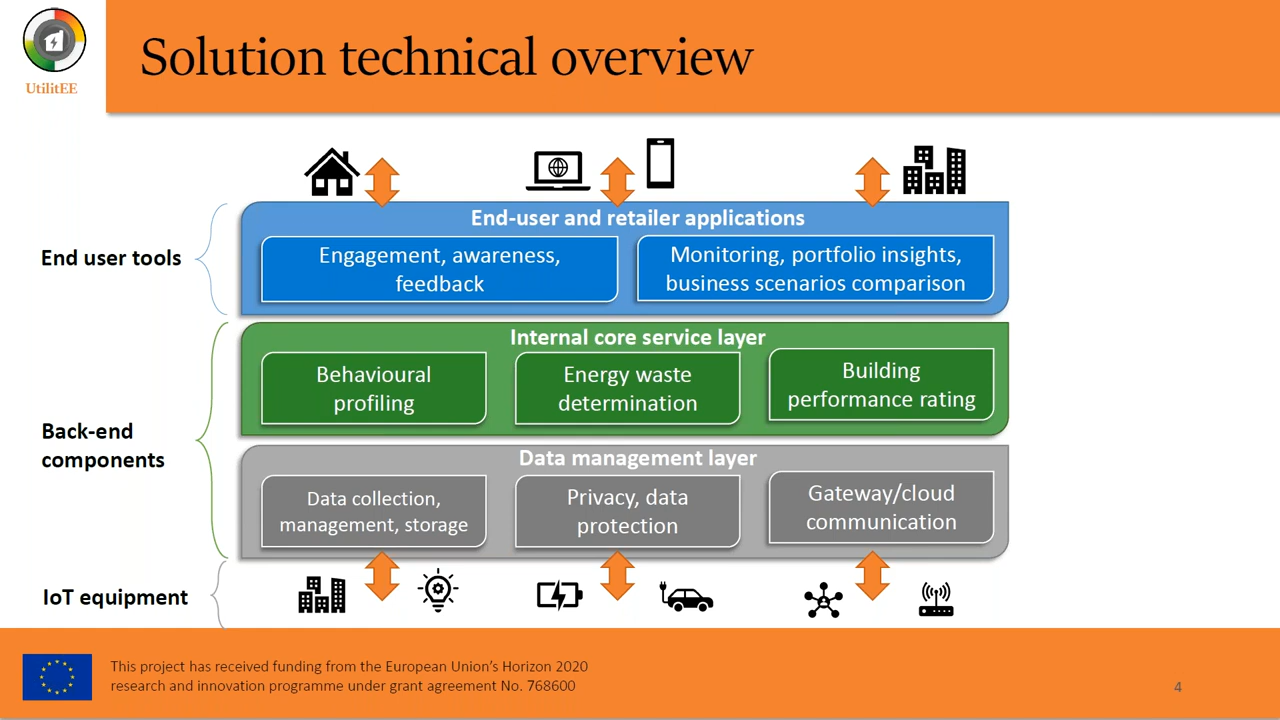 UtilitEE
Solution technical overview
End user tools
End-user and retailer applications
Engagement, awareness,
feedback
Monitoring, portfolio insights,
business scenarios comparison
Back-end
components
Internal core service layer
Behavioural
profiling
Energy waste
determination
Building
performance rating
Data management layer
Data collection,
management, storage
Privacy, data
protection
Gateway/cloud
communication
IoT equipment
This project has received funding from the European Union’s Horizon 2020
research and innovation programme under grant agreement No. 768600
4